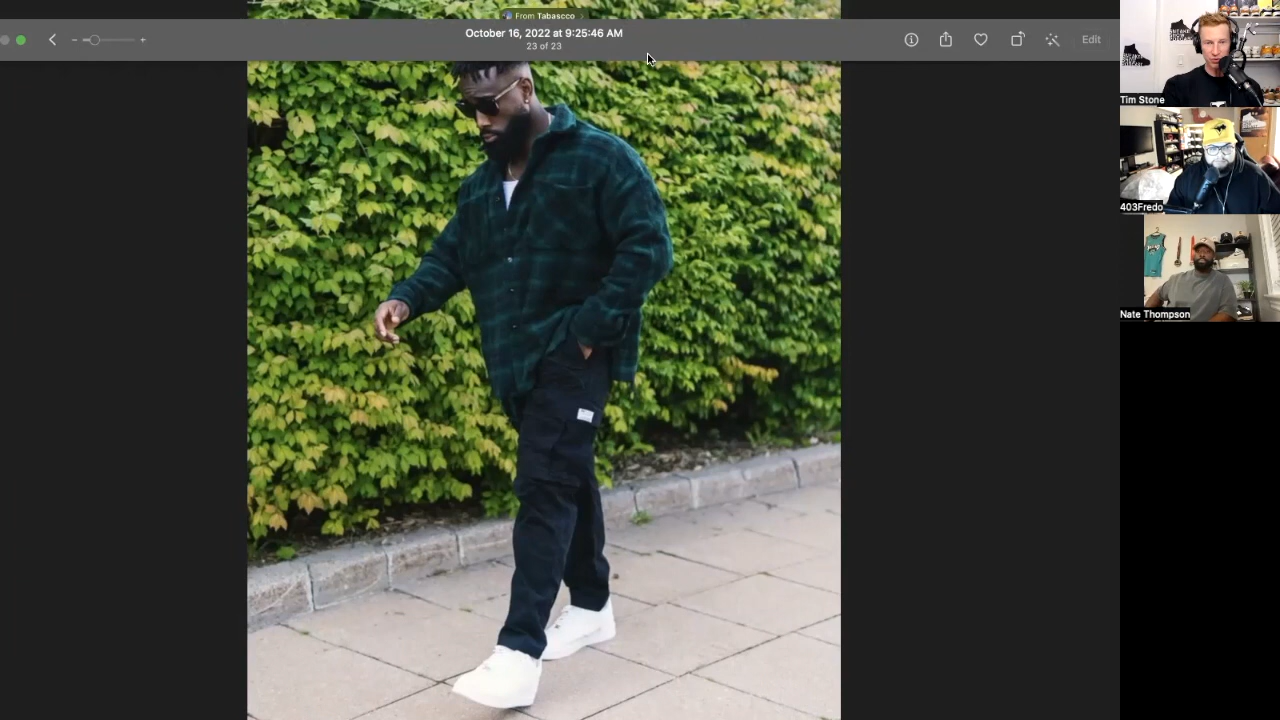 From Tabascco
October 16, 2022 at 9:25:46 AM
23 of 23
Edit
Tim Stone
403Fredo
Nate Thompson